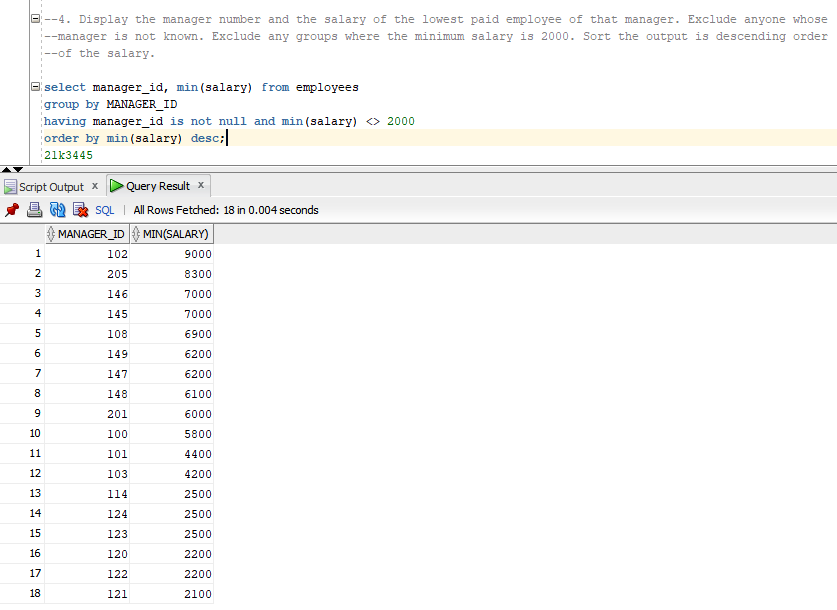 --4. Display the manager number and the salary of the lowest paid employee of that manager. Exclude anyone whose
--manager is not known. Exclude any groups where the minimum salary is 2000. Sort the output is descending order
--of the salary.
select manager_id, min(salary) from employees
group by MANAGER_ID
having manager_id is not null and min(salary) <> 2000
order by min(salary) desc;
21k3445
Script Output x Query Result x
SQL | All Rows Fetched: 18 in 0.004 seconds
MANAGER_ID MIN(SALARY)
1 102 9000
2 205 8300
3 146 7000
4 145 7000
5 108 6900
6 149 6200
7 147 6200
8 148 6100
9 201 6000
10 100 5800
11 101 4400
12 103 4200
13 114 2500
14 124 2500
15 123 2500
16 120 2200
17 122 2200
18 121 2100